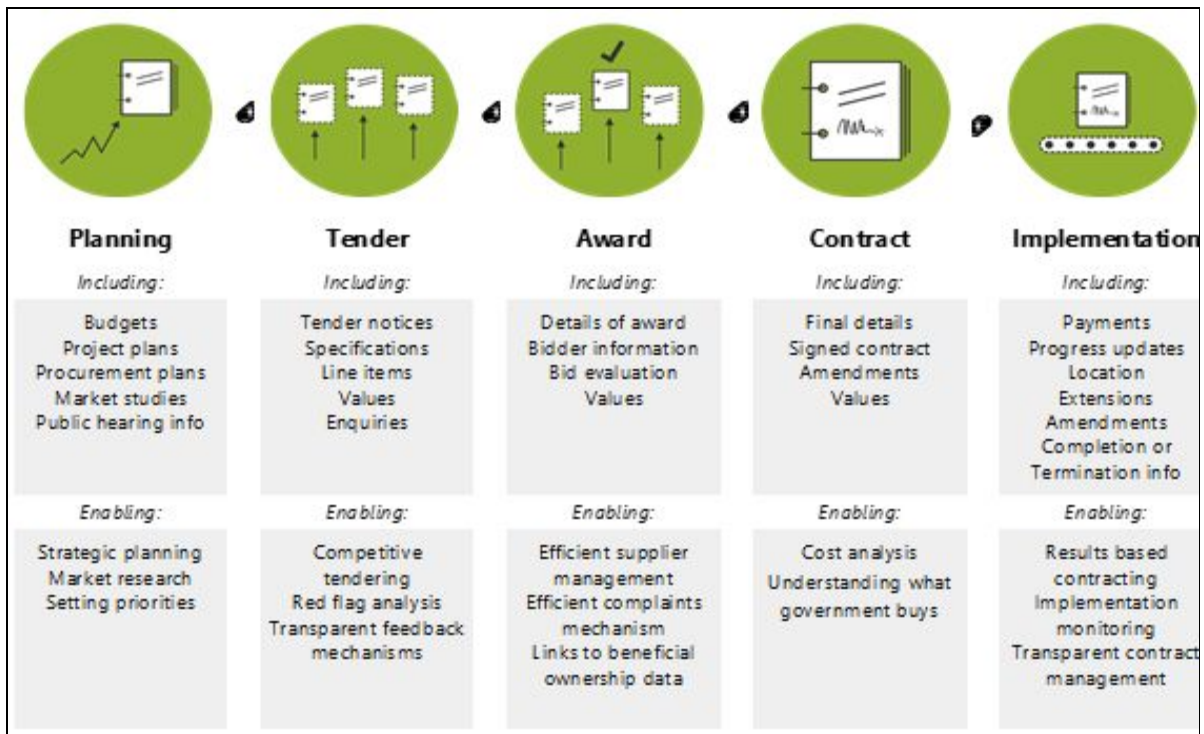 Planning
Including:
Budgets
Project plans
Procurement plans
Market studies
Public hearing info
Enabling:
Strategic planning
Market research
Setting priorities
Tender
Including:
Tender notices
Specifications
Line items
Values
Enquiries
Enabling:
Competitive
tendering
Red flag analysis
Transparent feedback
mechanisms
Award
Including:
Details of award
Bidder information
Bid evaluation
Values
Enabling:
Efficient supplier
management
Efficient complaints
mechanism
Links to beneficial
ownership data
Contract
Including:
Final details
Signed contract
Amendments
Values
Enabling:
Cost analysis
Understanding what
government buys
Implementation
Including:
Payments
Progress updates
Location
Extensions
Amendments
Completion or
Termination info
Enabling:
Results based
contracting
Implementation
monitoring
Transparent contract
management